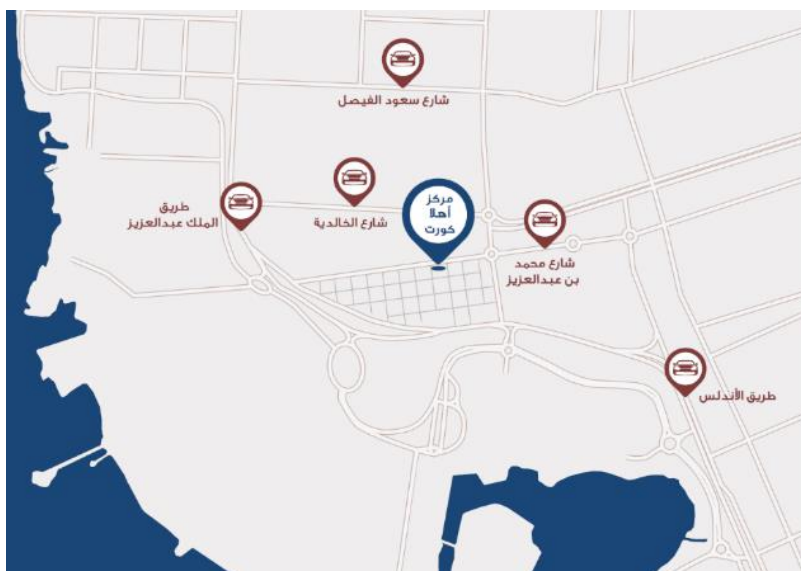 شارع سعود الفيصل
مركز
أهلا
كورت
شارع الخالدية
طريق
الملك عبدالعزيز
شارع محمد
بن عبدالعزيز
طريق الأندلس